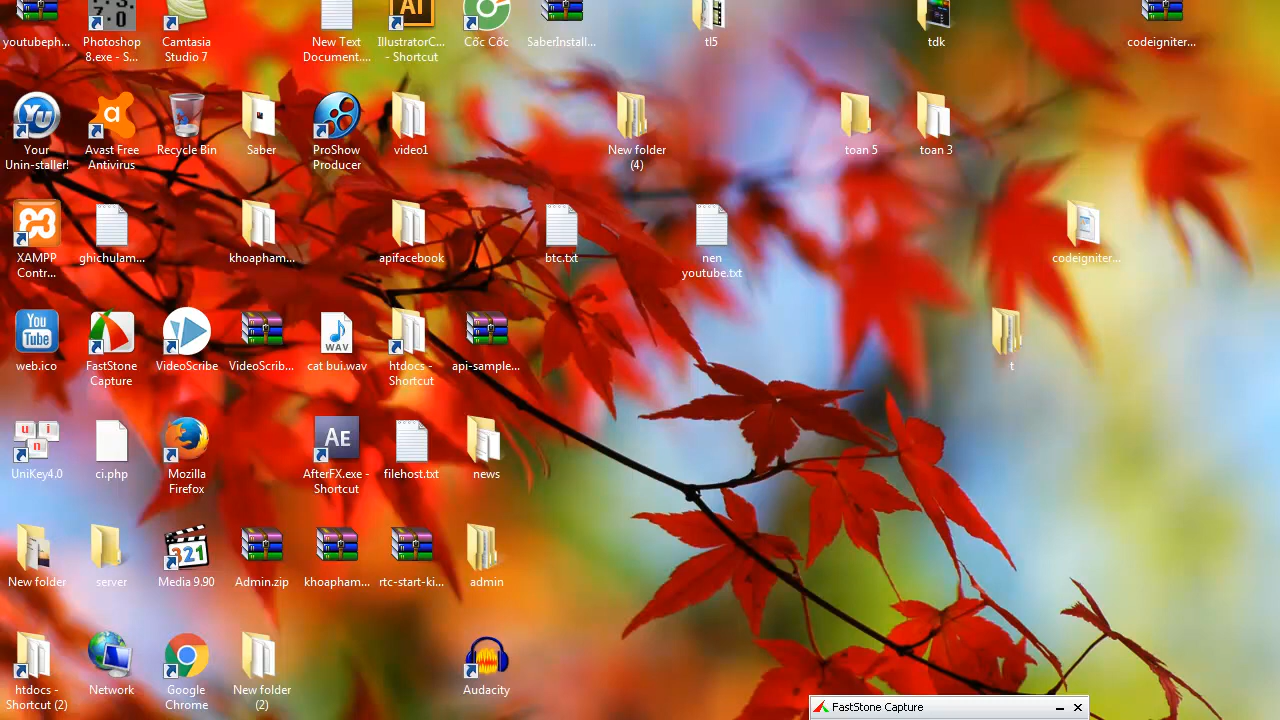 youtubeph...
Photoshop
8.exe - S...
Camtasia
Studio 7
New Text
Document....
IllustratorC...
- Shortcut
Cốc Cốc
SaberInstall...
tl5
tdk
codeigniter...
Your
Unin-staller!
Avast Free
Antivirus
Recycle Bin
Saber
ProShow
Producer
video1
New folder
(4)
toan 5
toan 3
XAMPP
Contr...
ghichulam...
khoapham...
apifacebook
btc.txt
nen
youtube.txt
codeigniter...
You
Tube
web.ico
FastStone
Capture
VideoScribe
VideoScrib...
WAV
cat bui.wav
htdocs -
Shortcut
api-sample...
t
UniKey4.0
ci.php
Mozilla
Firefox
AE
AfterFX.exe -
Shortcut
filehost.txt
news
New folder
server
321
Media 9.90
Admin.zip
khoapham...
rtc-start-ki...
admin
htdocs -
Shortcut (2)
Network
Google
Chrome
New folder
(2)
Audacity
FastStone Capture